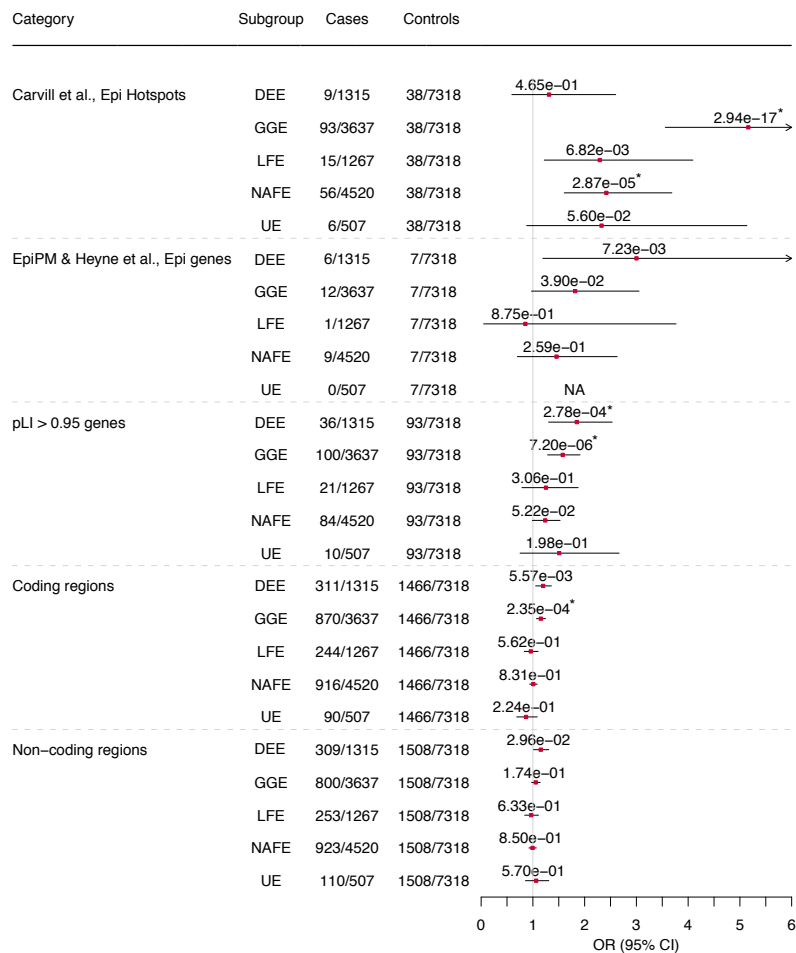 Category Subgroup Cases Controls
Carvill et al., Epi Hotspots DEE 9/1315 38/7318 4.65e−01
GGE 93/3637 38/7318 2.94e−17*
LFE 15/1267 38/7318 6.82e−03
NAFE 56/4520 38/7318 2.87e−05*
UE 6/507 38/7318 5.60e−02
EpiPM & Heyne et al., Epi genes DEE 6/1315 7/7318 7.23e−03
GGE 12/3637 7/7318 3.90e−02
LFE 1/1267 7/7318 8.75e−01
NAFE 9/4520 7/7318 2.59e−01
UE 0/507 7/7318 NA
pLI > 0.95 genes DEE 36/1315 93/7318 2.78e−04*
GGE 100/3637 93/7318 7.20e−06*
LFE 21/1267 93/7318 3.06e−01
NAFE 84/4520 93/7318 5.22e−02
UE 10/507 93/7318 1.98e−01
Coding regions DEE 311/1315 1466/7318 5.57e−03
GGE 870/3637 1466/7318 2.35e−04*
LFE 244/1267 1466/7318 5.62e−01
NAFE 916/4520 1466/7318 8.31e−01
UE 90/507 1466/7318 2.24e−01
Non−coding regions DEE 309/1315 1508/7318 2.96e−02
GGE 800/3637 1508/7318 1.74e−01
LFE 253/1267 1508/7318 6.33e−01
NAFE 923/4520 1508/7318 8.50e−01
UE 110/507 1508/7318 5.70e−01
0 1 2 3 4 5 6
OR (95% CI)